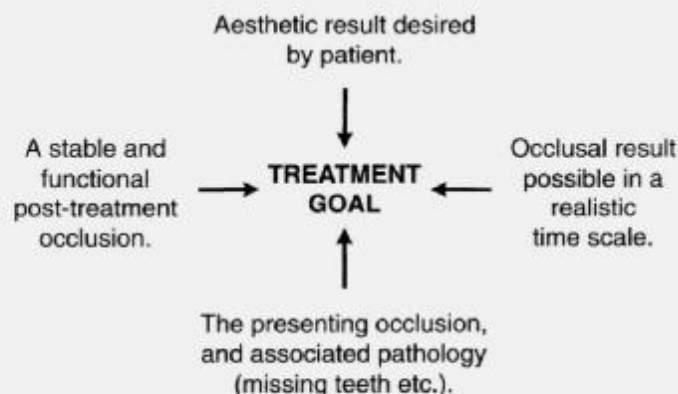 Aesthetic result desired
by patient.
A stable and
functional
post-treatment
occlusion.
TREATMENT
GOAL
Occlusal result
possible in a
realistic
time scale.
The presenting occlusion,
and associated pathology
(missing teeth etc.).